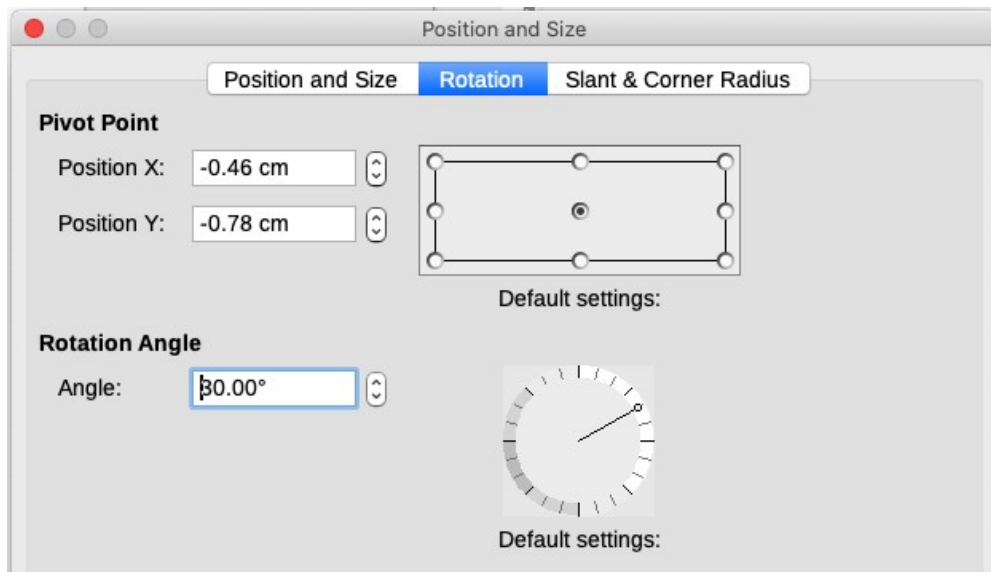 Position and Size
Position and Size Rotation Slant & Corner Radius
Pivot Point
Position X: -0.46 cm
Position Y: -0.78 cm
Default settings:
Rotation Angle
Angle: 30.00°
Default settings: